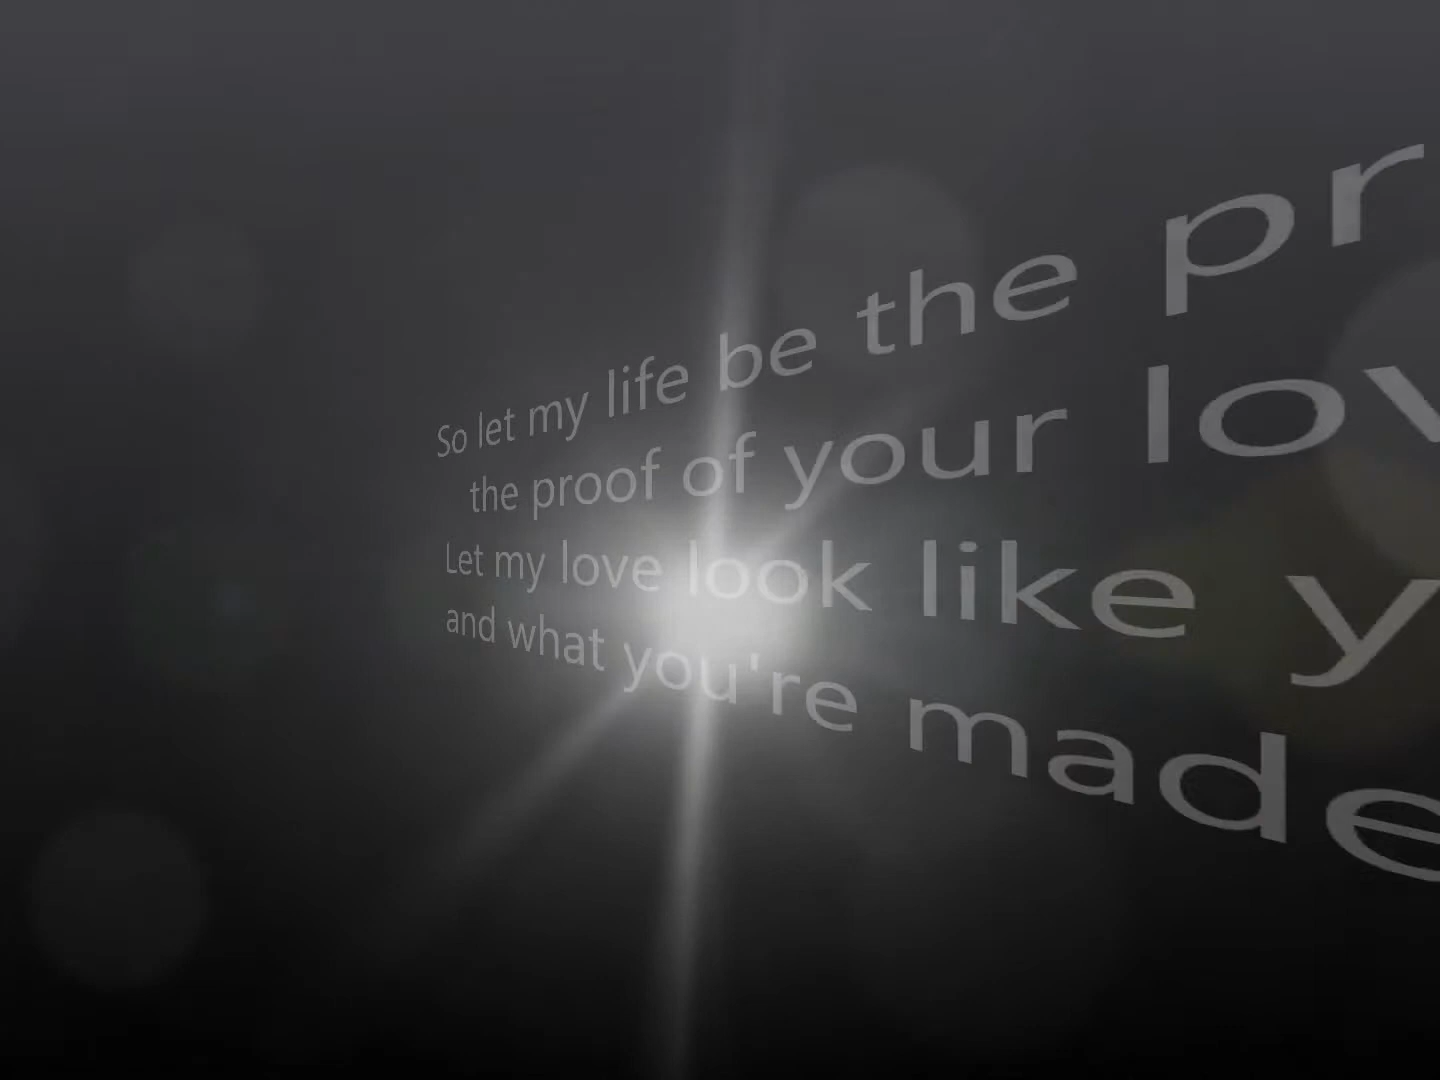 So let my life be the pr
the proof of your lov
Let my love look like y
and what you're made